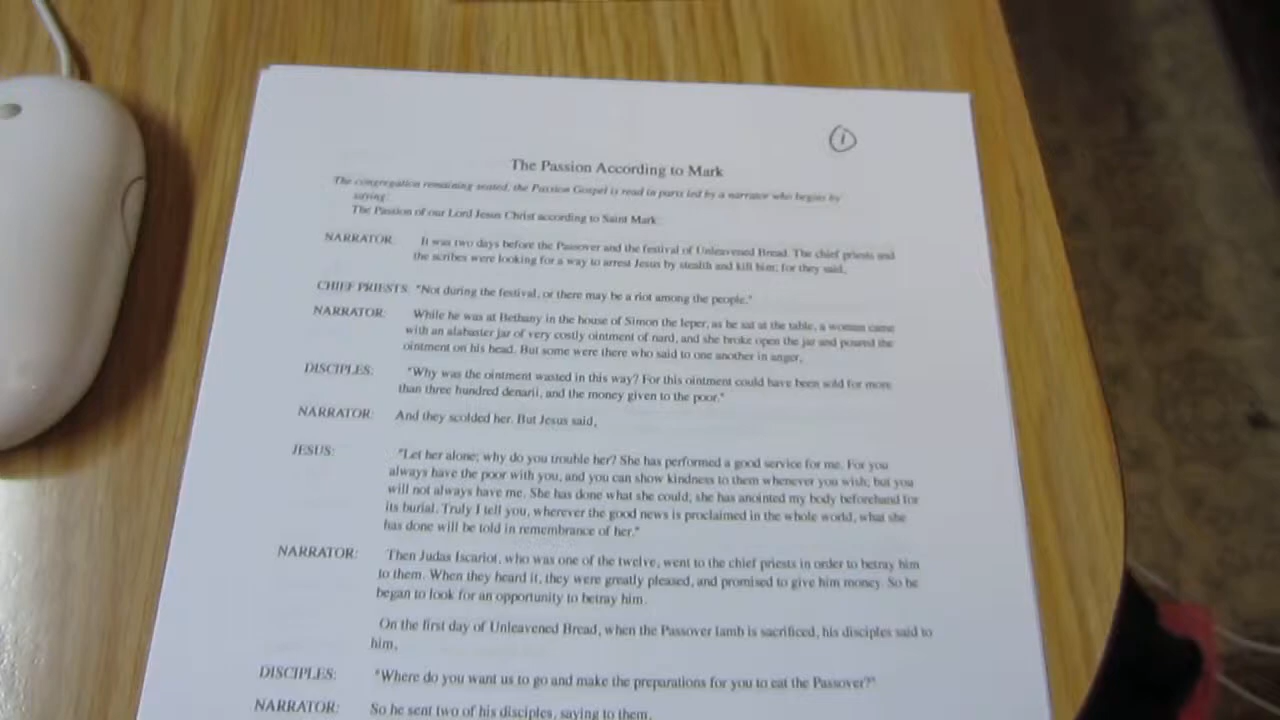 1
The Passion According to Mark
The congregation remaining seated, the Passion Gospel is read in parts led by a narrator who begins by
saying:
The Passion of our Lord Jesus Christ according to Saint Mark.
NARRATOR: It was two days before the Passover and the festival of Unleavened Bread. The chief priests and
the scribes were looking for a way to arrest Jesus by stealth and kill him; for they said,
CHIEF PRIESTS: "Not during the festival, or there may be a riot among the people."
NARRATOR: While he was at Bethany in the house of Simon the leper, as he sat at the table, a woman came
with an alabaster jar of very costly ointment of nard, and she broke open the jar and poured the
ointment on his head. But some were there who said to one another in anger,
DISCIPLES: "Why was the ointment wasted in this way? For this ointment could have been sold for more
than three hundred denarii, and the money given to the poor."
NARRATOR: And they scolded her. But Jesus said,
JESUS: "Let her alone; why do you trouble her? She has performed a good service for me. For you
always have the poor with you, and you can show kindness to them whenever you wish; but you
will not always have me. She has done what she could; she has anointed my body beforehand for
its burial. Truly I tell you, wherever the good news is proclaimed in the whole world, what she
has done will be told in remembrance of her."
NARRATOR: Then Judas Iscariot, who was one of the twelve, went to the chief priests in order to betray him
to them. When they heard it, they were greatly pleased, and promised to give him money. So he
began to look for an opportunity to betray him.
On the first day of Unleavened Bread, when the Passover lamb is sacrificed, his disciples said to
him,
DISCIPLES: "Where do you want us to go and make the preparations for you to eat the Passover?"
NARRATOR: So he sent two of his disciples, saying to them,